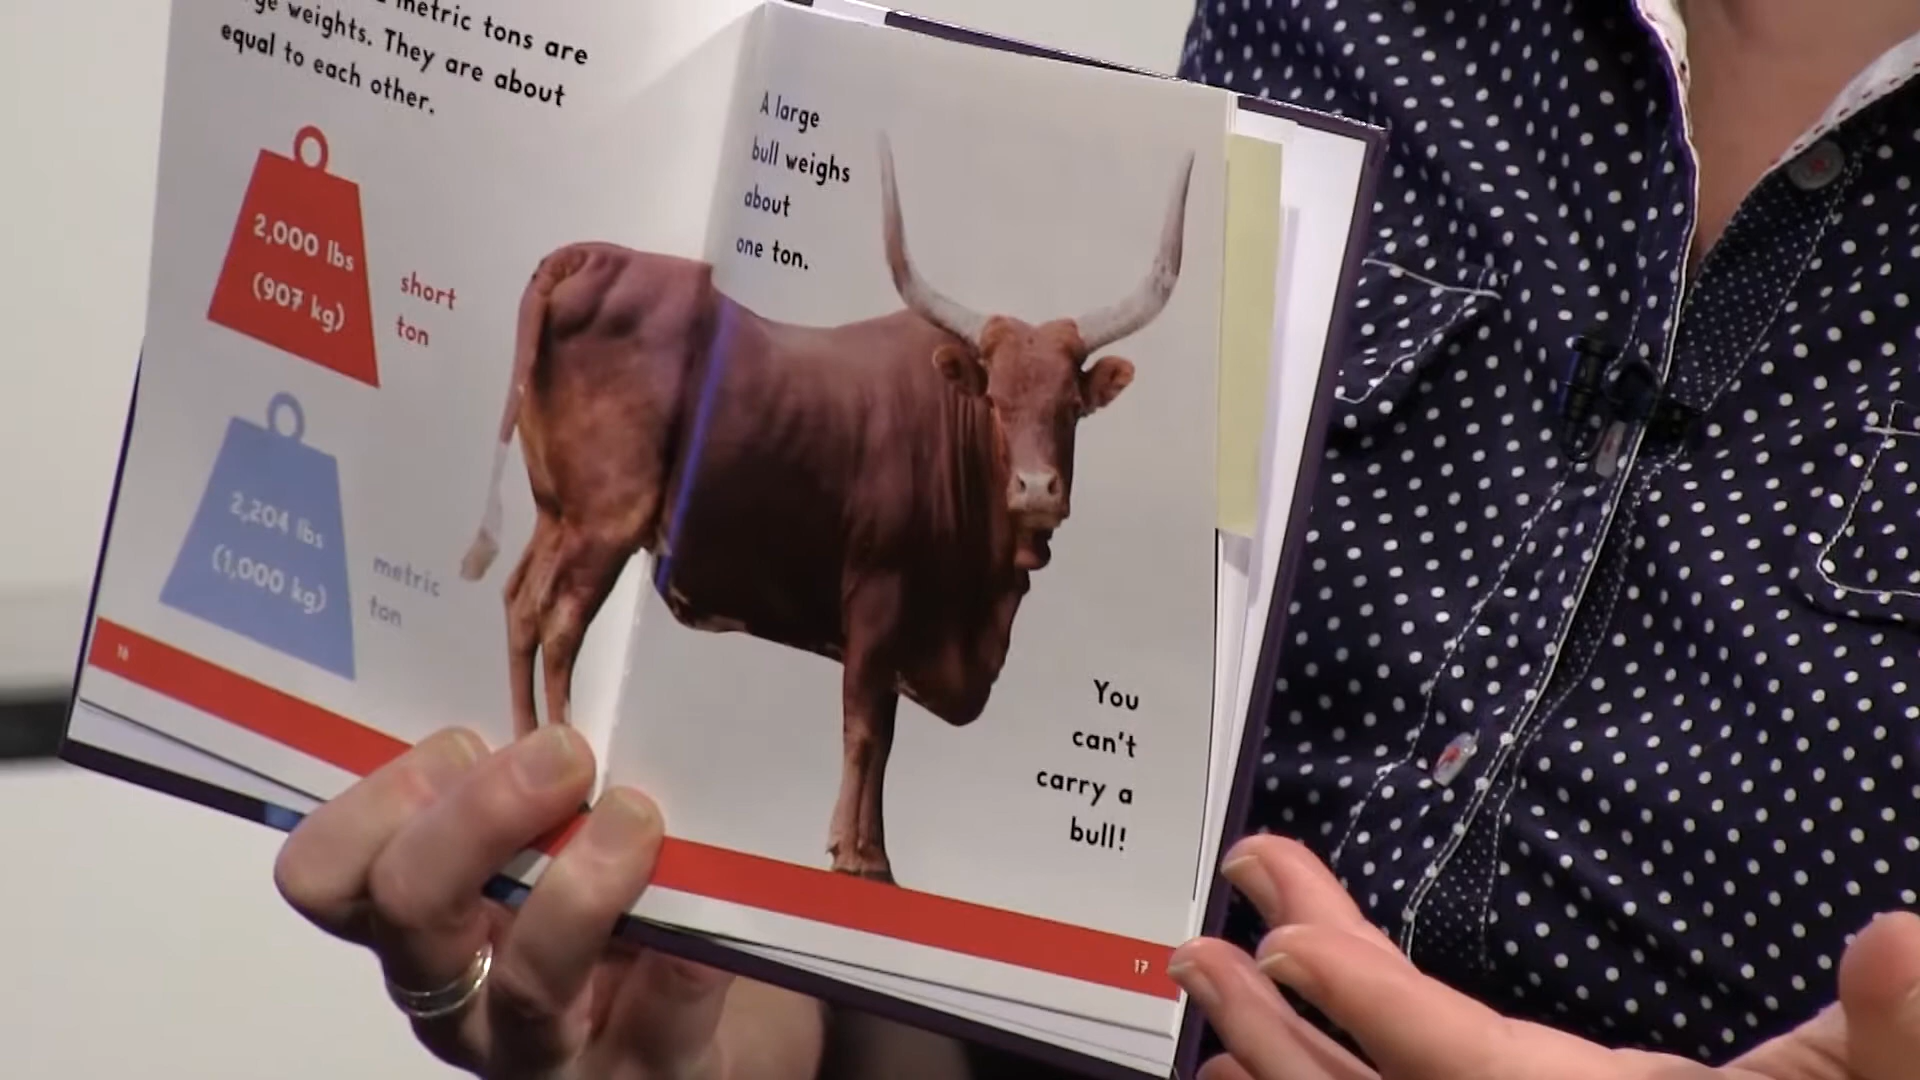 metric tons are
weights. They are about
equal to each other.
2,000 lbs
(907 kg)
short
ton
2,204 lbs
(1,000 kg)
metric
ton
16
A large
bull weighs
about
one ton.
You
can't
carry a
bull!
17